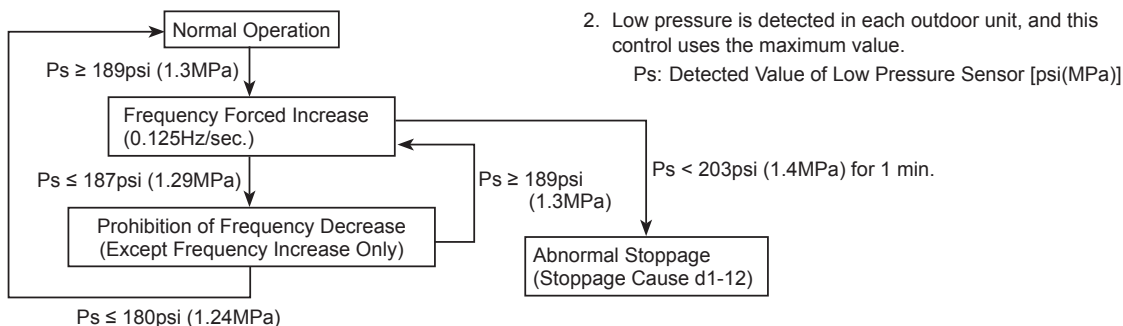 Normal Operation
Ps ≥ 189psi (1.3MPa)
Frequency Forced Increase
(0.125Hz/sec.)
Ps ≤ 187psi (1.29MPa)
Prohibition of Frequency Decrease
(Except Frequency Increase Only)
Ps ≤ 180psi (1.24MPa)
Ps ≥ 189psi
(1.3MPa)
Ps < 203psi (1.4MPa) for 1 min.
Abnormal Stoppage
(Stoppage Cause d1-12)
2. Low pressure is detected in each outdoor unit, and this
control uses the maximum value.
Ps: Detected Value of Low Pressure Sensor [psi(MPa)]